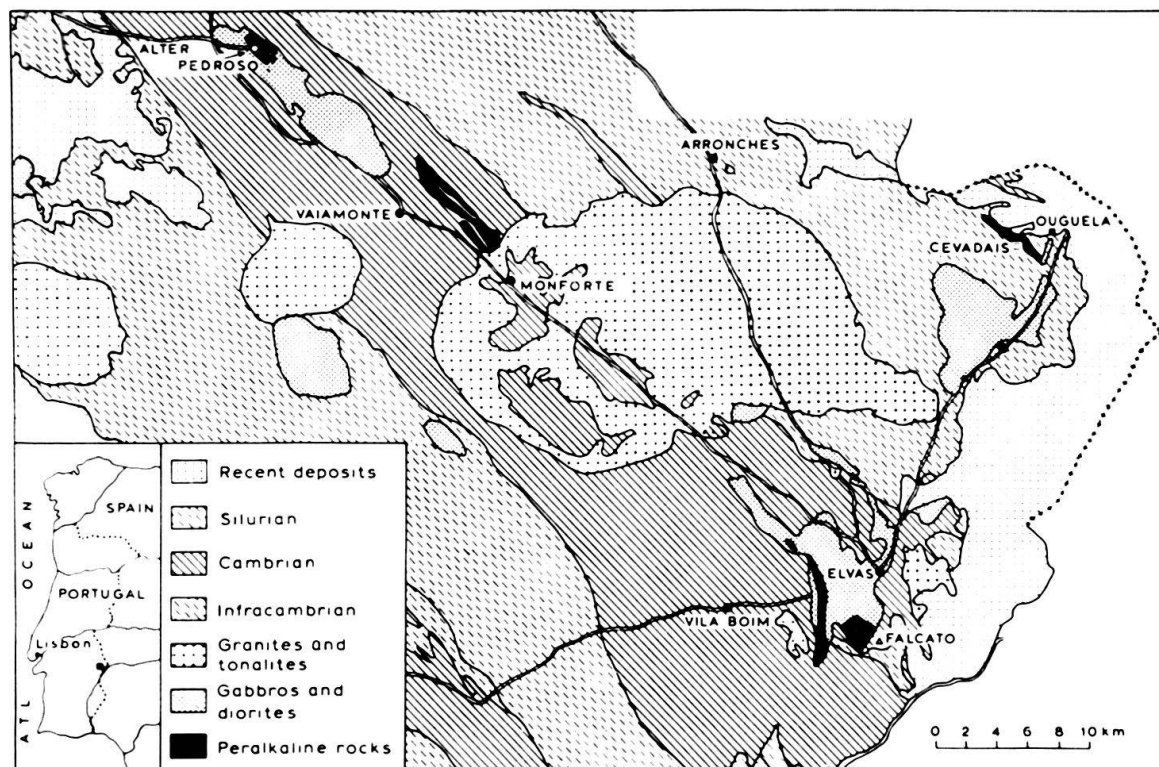 ALTER
PEDROSO
ARRONCHES
VAIAMONTE
OUGUELA
CEVADAIS
MONFORTE
ELVAS
VILA BOIM
FALCATO
ATL OCEAN
SPAIN
PORTUGAL
Lisbon
Recent deposits
Silurian
Cambrian
Infracambrian
Granites and
tonalites
Gabbros and
diorites
Peralkaline rocks
0 2 4 6 8 10 km